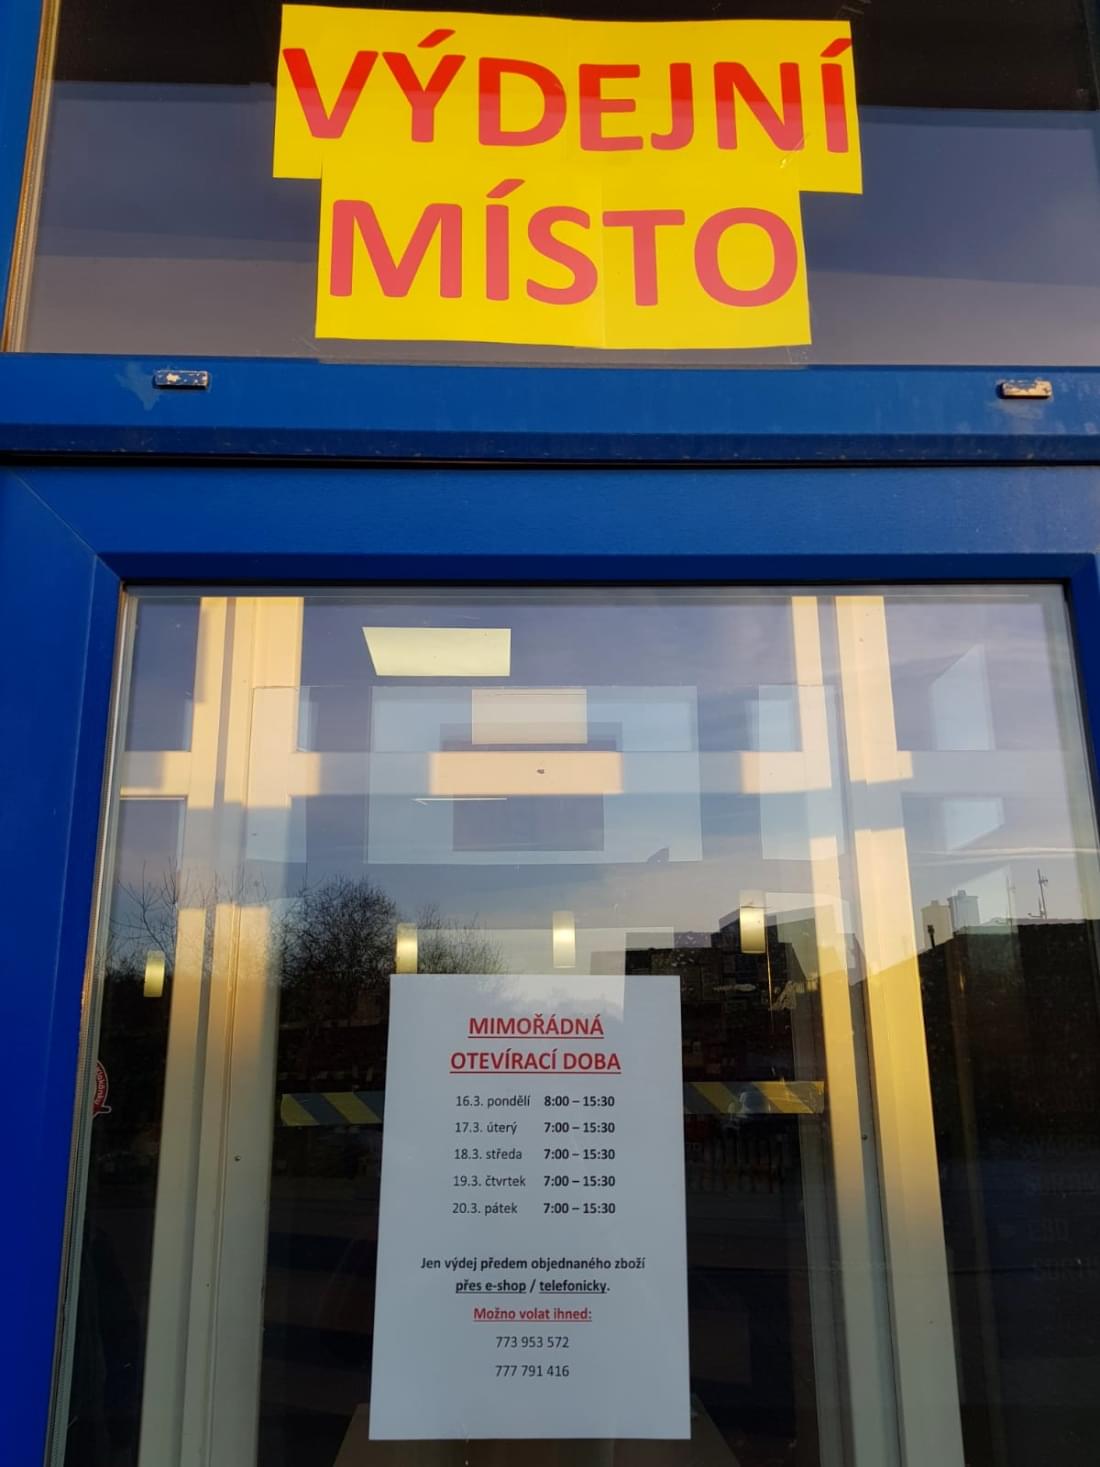 VÝDEJNÍ
MÍSTO
MIMOŘÁDNÁ
OTEVÍRACÍ DOBA
16.3. pondělí 8:00 – 15:30
17.3. úterý 7:00 – 15:30
18.3. středa 7:00 – 15:30
19.3. čtvrtek 7:00 – 15:30
20.3. pátek 7:00 – 15:30
Jen výdej předem objednaného zboží
přes e-shop / telefonicky.
Možno volat ihned:
773 953 572
777 791 416